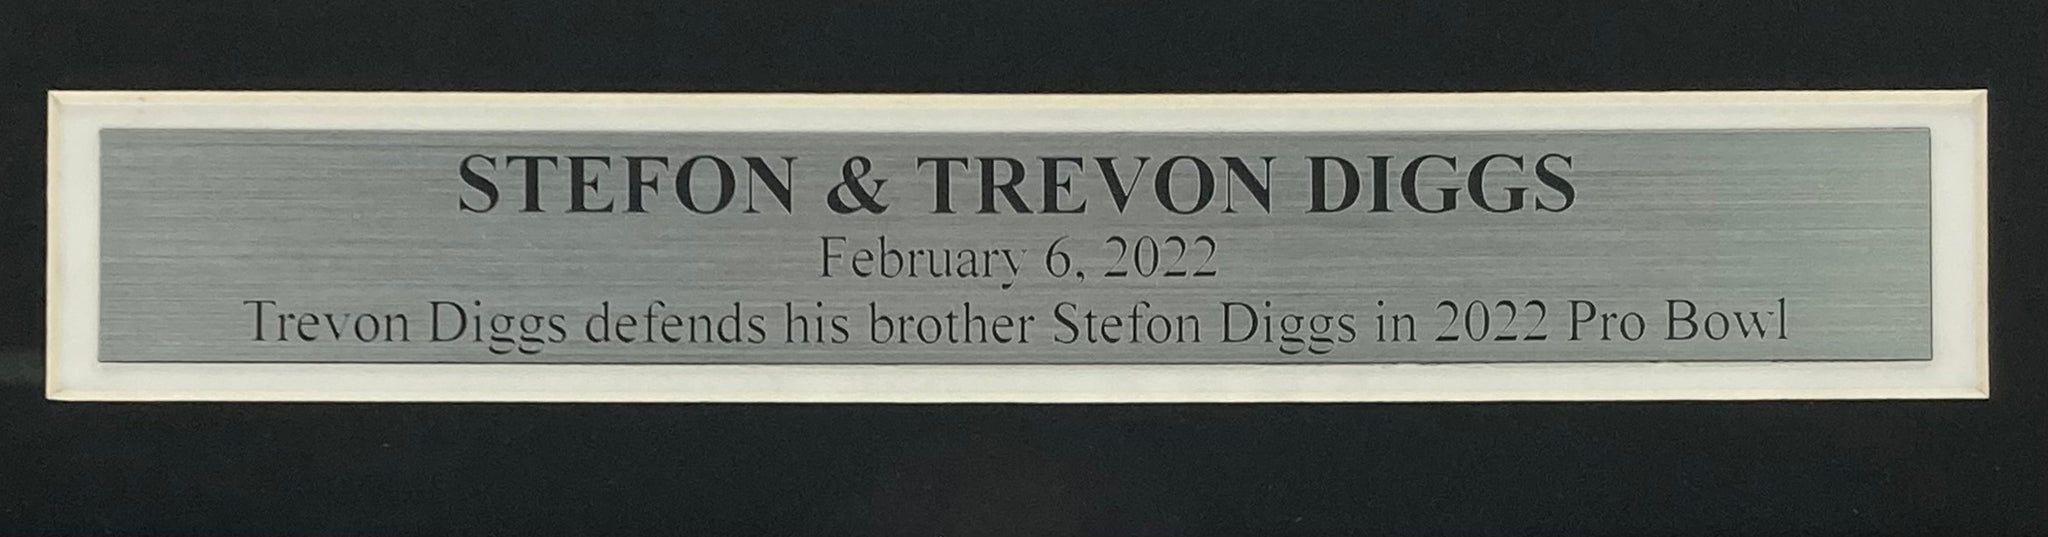 STEFON & TREVON DIGGS
February 6, 2022
Trevon Diggs defends his brother Stefon Diggs in 2022 Pro Bowl